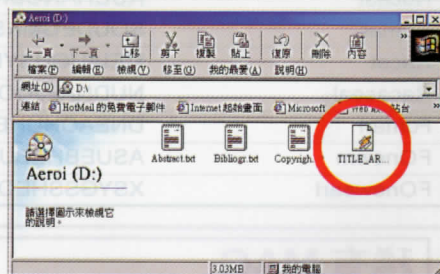 Aeroi (D:)
上一頁 下一頁 上移 剪下 複製 貼上 復原 刪除 內容 »
檔案(F) 編輯(E) 檢視(V) 移至(G) 我的最愛(A) 說明(H)
網址(D) D:\
連結 HotMail 的免費電子郵件 Internet 起始畫面 Microsoft 站台 »
Abstract.txt Bibliogr.txt Copyrigh. TITLE_AR...
Aeroi (D:)
請選擇圖示來檢視它
的說明。
3.03MB 我的電腦